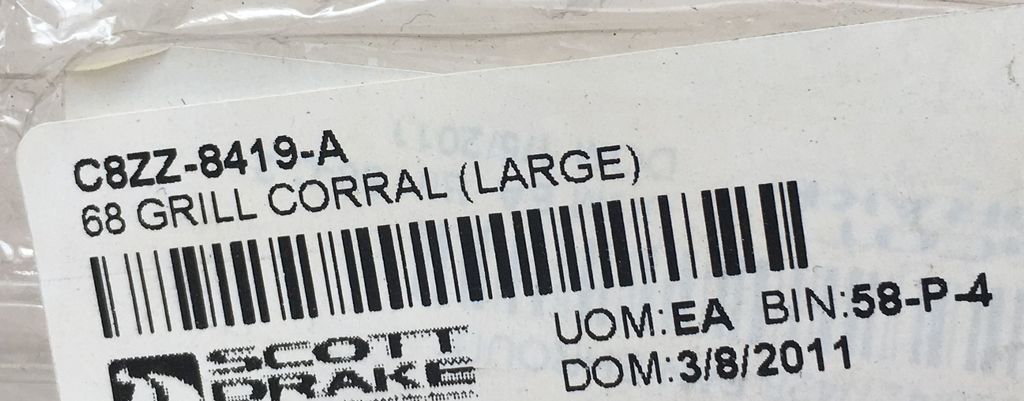 C8ZZ-8419-A
68 GRILL CORRAL(LARGE)
UOM:EA BIN:58-P-4
DOM:3/8/2011
SCOTT
DRAKE